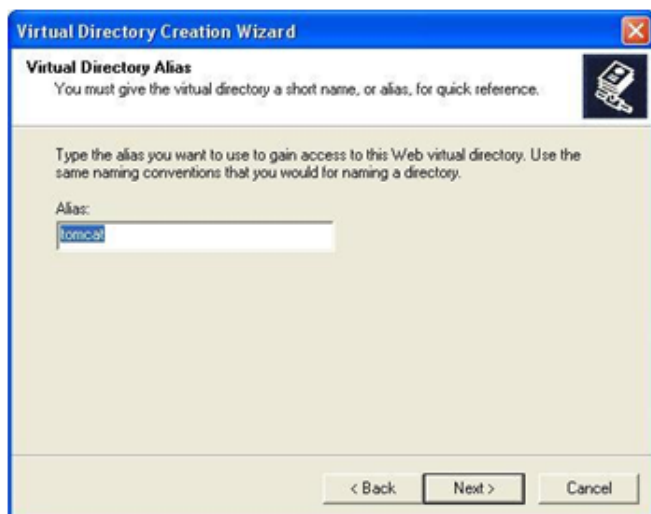 Virtual Directory Creation Wizard
Virtual Directory Alias
You must give the virtual directory a short name, or alias, for quick reference.
Type the alias you want to use to gain access to this Web virtual directory. Use the
same naming conventions that you would for naming a directory.
Alias:
tomcat
< Back Next > Cancel